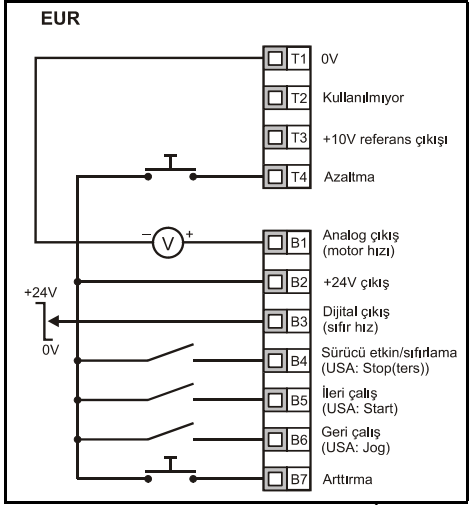 EUR
T1 0V
T2 Kullanılmıyor
T3 +10V referans çıkışı
T4 Azaltma
– V +
B1 Analog çıkış
(motor hızı)
B2 +24V çıkış
+24V
0V
B3 Dijital çıkış
(sıfır hız)
B4 Sürücü etkin/sıfırlama
(USA: Stop(ters))
B5 İleri çalış
(USA: Start)
B6 Geri çalış
(USA: Jog)
B7 Arttırma